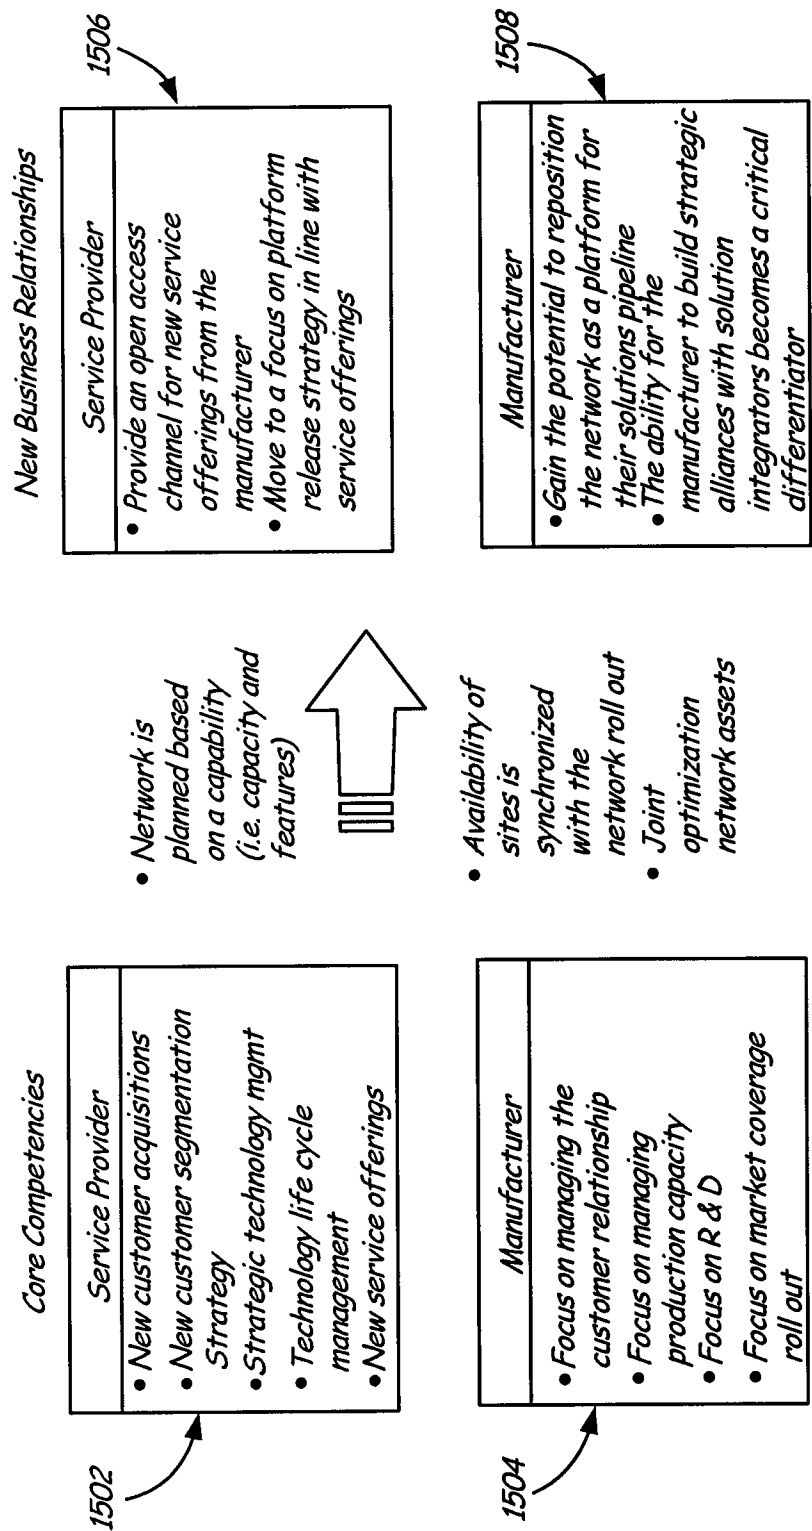 Core Competencies
Service Provider
• New customer acquisitions
• New customer segmentation
Strategy
• Strategic technology mgmt
• Technology life cycle
management
• New service offerings
1502
Manufacturer
• Focus on managing the
customer relationship
• Focus on managing
production capacity
• Focus on R & D
• Focus on market coverage
roll out
1504
• Network is
planned based
on a capability
(i.e. capacity and
features)
• Availability of
sites is
synchronized
with the
network roll out
• Joint
optimization
network assets
New Business Relationships
Service Provider
• Provide an open access
channel for new service
offerings from the
manufacturer
• Move to a focus on platform
release strategy in line with
service offerings
1506
Manufacturer
• Gain the potential to reposition
the network as a platform for
their solutions pipeline
• The ability for the
manufacturer to build strategic
alliances with solution
integrators becomes a critical
differentiator
1508